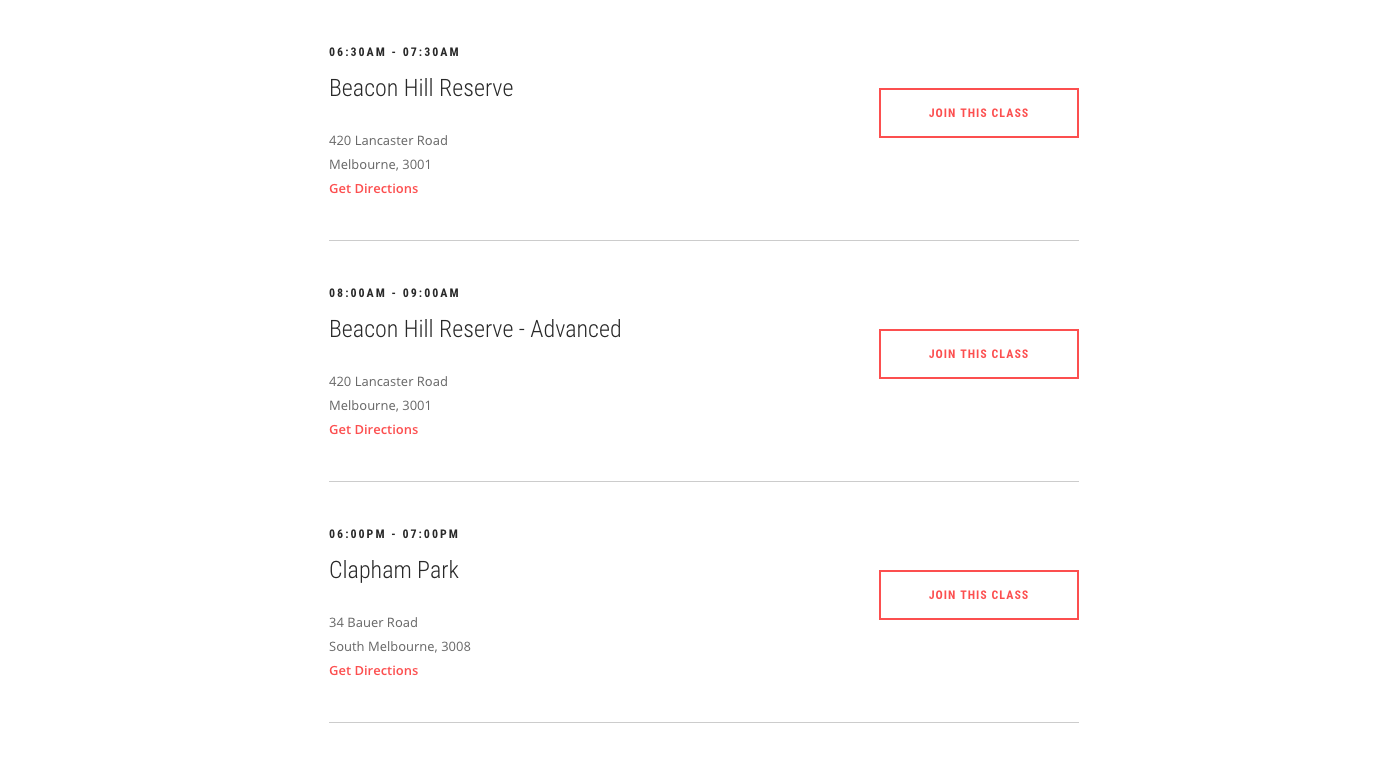 06:30AM - 07:30AM
Beacon Hill Reserve
JOIN THIS CLASS
420 Lancaster Road
Melbourne, 3001
Get Directions
08:00AM - 09:00AM
Beacon Hill Reserve - Advanced
JOIN THIS CLASS
420 Lancaster Road
Melbourne, 3001
Get Directions
06:00PM - 07:00PM
Clapham Park
JOIN THIS CLASS
34 Bauer Road
South Melbourne, 3008
Get Directions